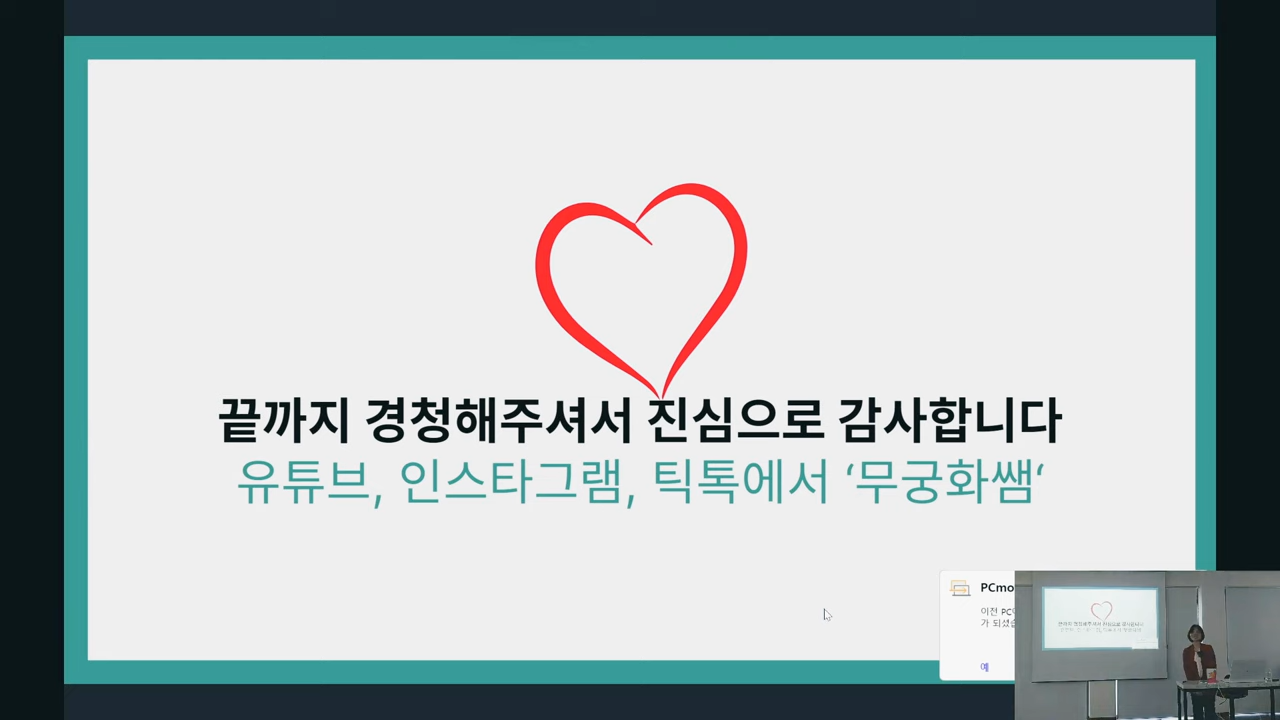 끝까지 경청해주셔서 진심으로 감사합니다
유튜브, 인스타그램, 틱톡에서 ‘무궁화쌤‘
PCmo
이전 PC
가 되셨
예